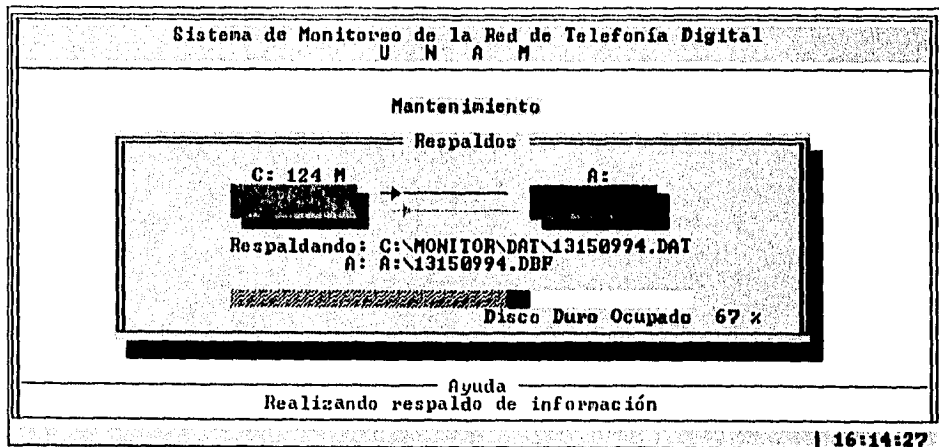 Sistema de Monitoreo de la Red de Telefonía Digital
U N A M
Mantenimiento
Respaldos
C: 124 M A:
Respaldando: C:\MONITOR\DAT\13150994.DAT
A: A:\13150994.DBF
Disco Duro Ocupado 67 %
Ayuda
Realizando respaldo de información
16:14:27